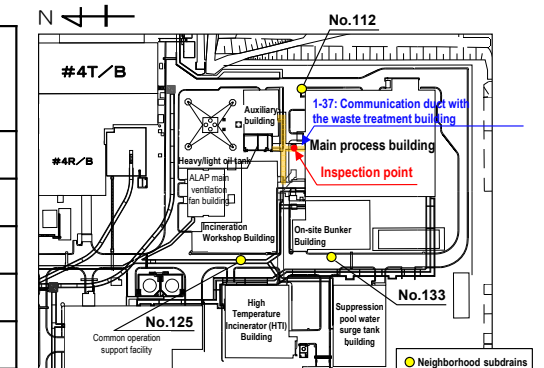 N
No.112
#4T/B
Auxiliary
building
1-37: Communication duct with
the waste treatment building
Main process building
#4R/B
Heavy/light oil tank
Inspection point
ALAP main
ventilation
fan building
Incineration
Workshop Building
On-site Bunker
Building
No.133
No.125
Common operation
support facility
High
Temperature
Incinerator (HTI)
Building
Suppression
pool water
surge tank
building
Neighborhood subdrains